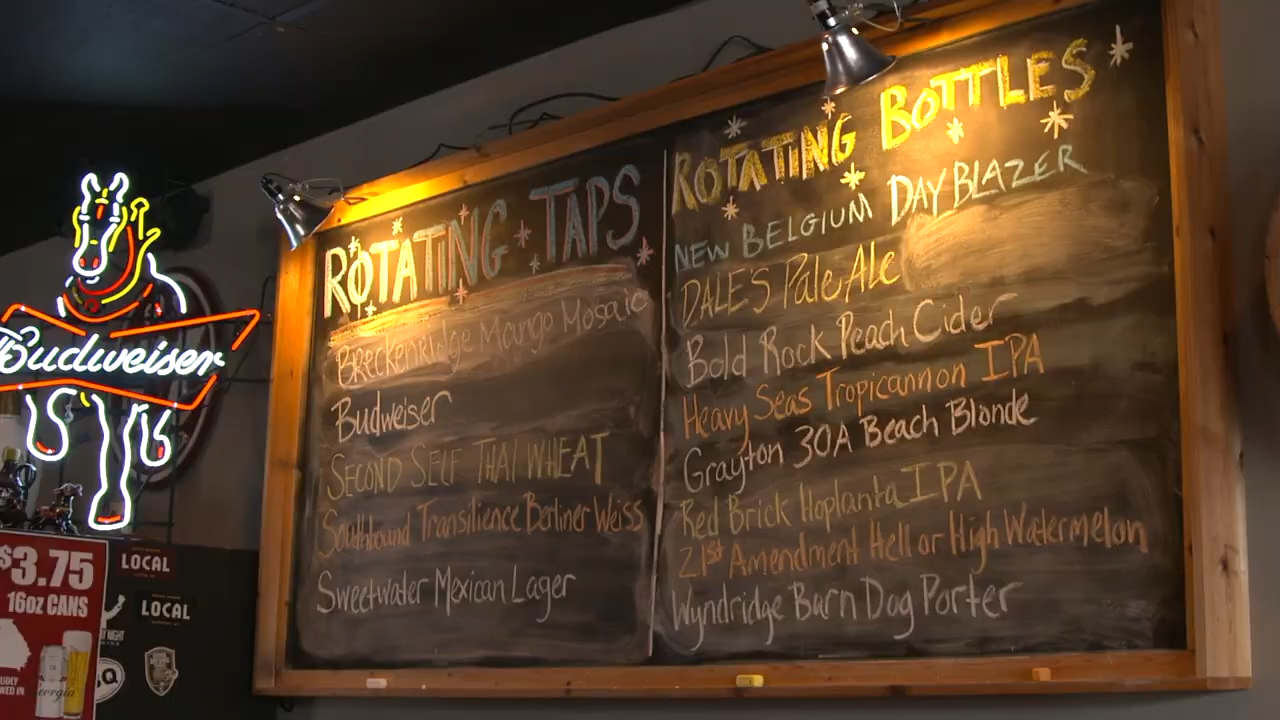 ROTATING TAPS
Breckenridge Mango Mosaic
Budweiser
SECOND SELF THAI WHEAT
Southbound Transilience Berliner Weiss
Sweetwater Mexican Lager
ROTATING BOTTLES
NEW BELGIUM DAYBLAZER
DALE'S Pale Ale
Bold Rock Peach Cider
Heavy Seas Tropicannon IPA
Grayton 30A Beach Blonde
Red Brick Hoplanta IPA
21st Amendment Hell or High Watermelon
Wyndridge Barn Dog Porter
Budweiser
$3.75
16oz CANS
LOCAL
LOCAL